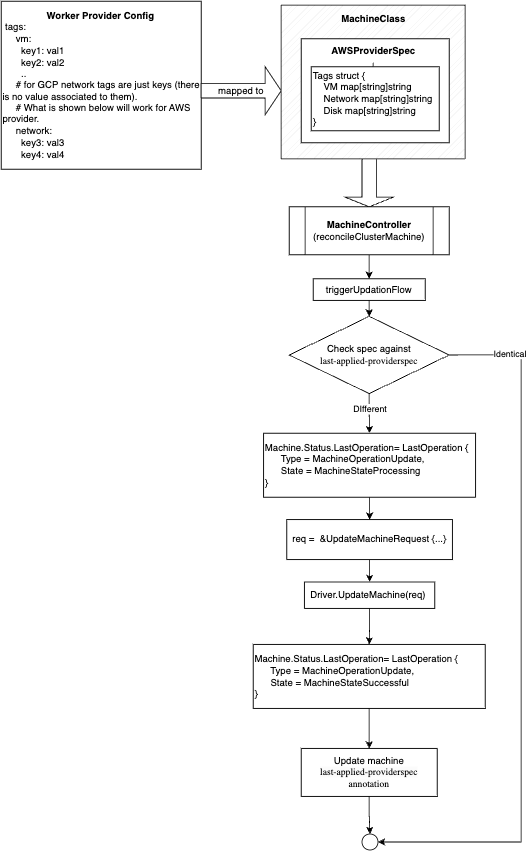 Worker Provider Config
tags:
vm:
key1: val1
key2: val2
..
# for GCP network tags are just keys (there
is no value associated to them).
# What is shown below will work for AWS
provider.
network:
key3: val3
key4: val4
mapped to
MachineClass
AWSProviderSpec
Tags struct {
VM map[string]string
Network map[string]string
Disk map[string]string
}
MachineController
(reconcileClusterMachine)
triggerUpdationFlow
Check spec against
last-applied-providerspec
Identical
DIfferent
Machine.Status.LastOperation= LastOperation {
Type = MachineOperationUpdate,
State = MachineStateProcessing
}
req = &UpdateMachineRequest {...}
Driver.UpdateMachine(req)
Machine.Status.LastOperation= LastOperation {
Type = MachineOperationUpdate,
State = MachineStateSuccessful
}
Update machine
last-applied-providerspec
annotation